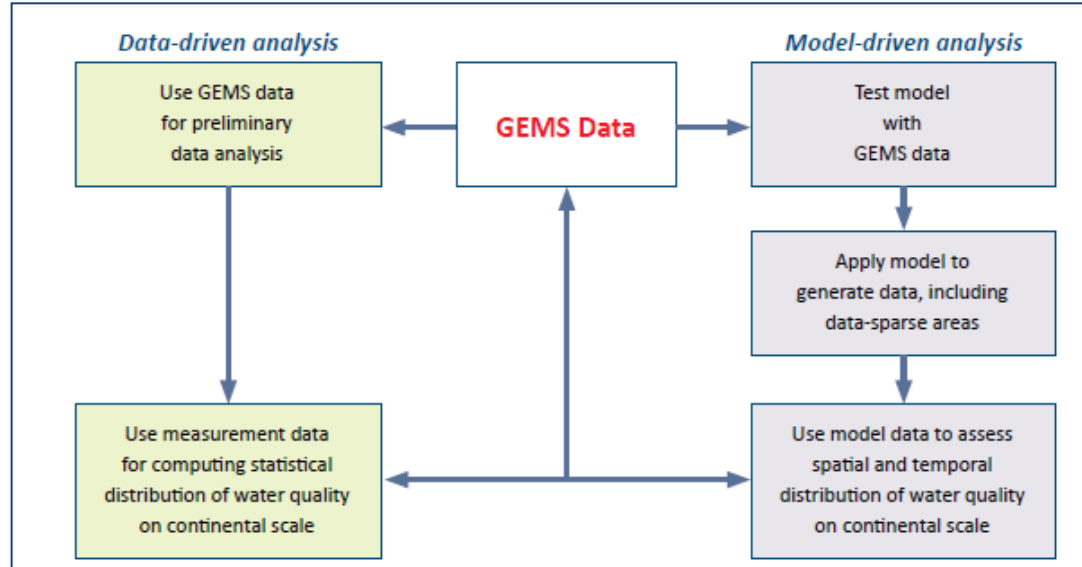 Data-driven analysis
Model-driven analysis
Use GEMS data
for preliminary
data analysis
GEMS Data
Test model
with
GEMS data
Apply model to
generate data, including
data-sparse areas
Use measurement data
for computing statistical
distribution of water quality
on continental scale
Use model data to assess
spatial and temporal
distribution of water quality
on continental scale